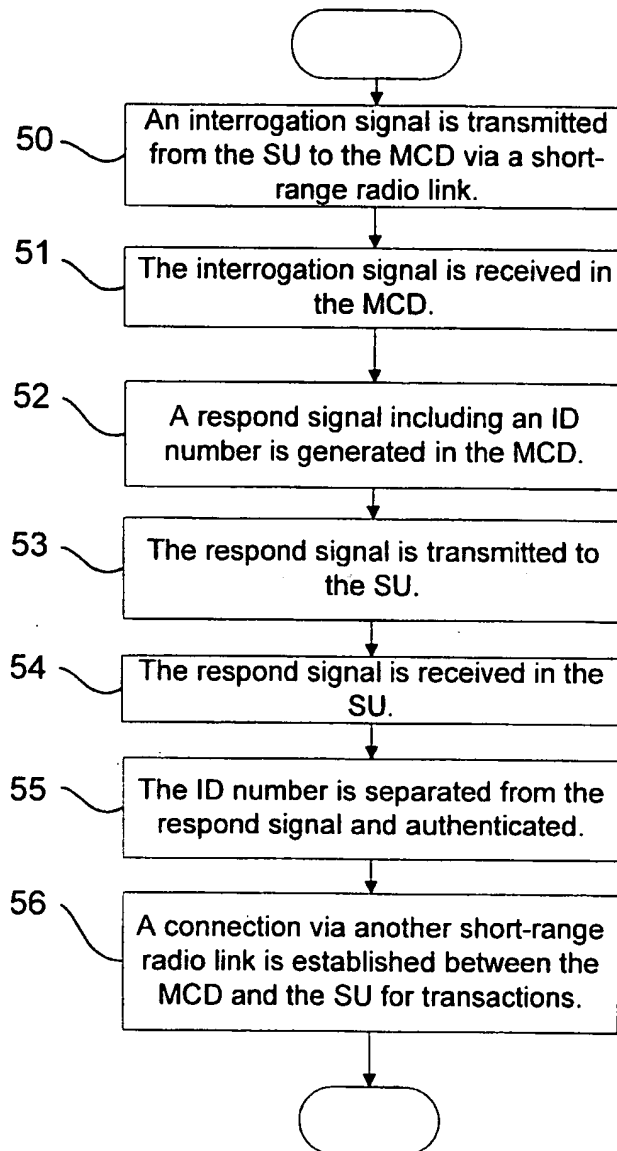 50
An interrogation signal is transmitted
from the SU to the MCD via a short-
range radio link.
51
The interrogation signal is received in
the MCD.
52
A respond signal including an ID
number is generated in the MCD.
53
The respond signal is transmitted to
the SU.
54
The respond signal is received in the
SU.
55
The ID number is separated from the
respond signal and authenticated.
56
A connection via another short-range
radio link is established between the
MCD and the SU for transactions.